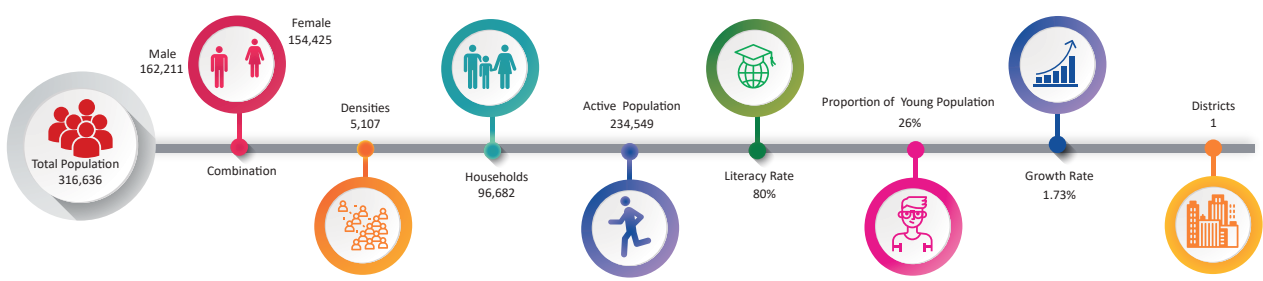 Total Population
316,636
Male
162,211
Female
154,425
Combination
Densities
5,107
Households
96,682
Active Population
234,549
Literacy Rate
80%
Proportion of Young Population
26%
Growth Rate
1.73%
Districts
1